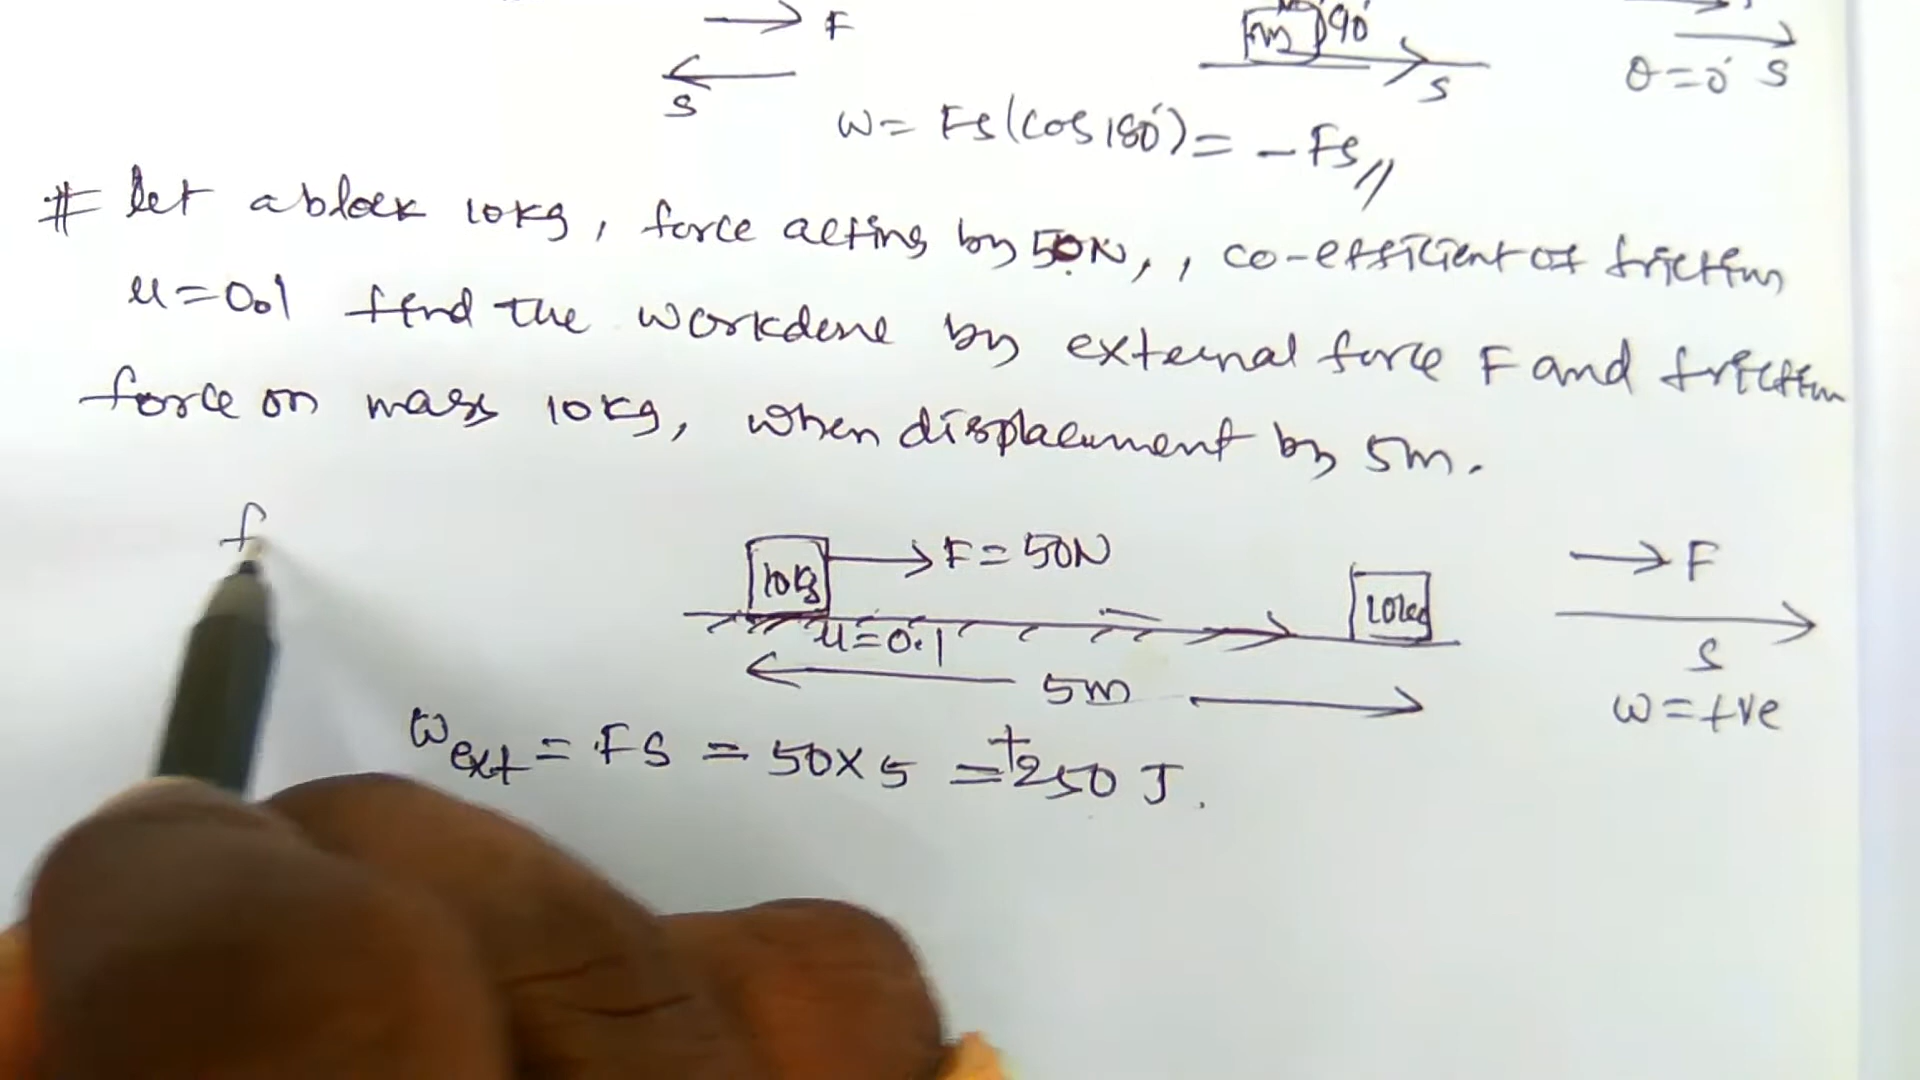 F
m 90°
S
S
θ=0° S
W= Fs(cos180°)= -Fs//
# let a block 10kg, force acting by 50N,, co-efficient of friction
μ=0.1 find the workdone by external force F and friction
force on mass 10kg, when displacement by 5m.
f
10kg F = 50N
10kg
F
μ=0.1
S
5m
W=+ve
Wext = FS = 50×5 =+250 J.